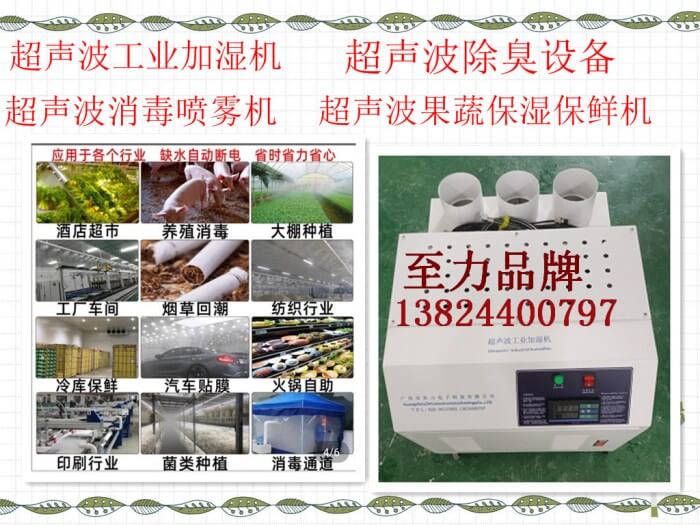 超声波工业加湿机 超声波除臭设备
超声波消毒喷雾机 超声波果蔬保湿保鲜机
应用于各个行业 缺水自动断电 省时省力省心
酒店超市 养殖消毒 大棚种植
工厂车间 烟草回潮 纺织行业
冷库保鲜 汽车贴膜 火锅自助
印刷行业 菌类种植 消毒通道
4/6
至力品牌
13824400797
超声波工业加湿机